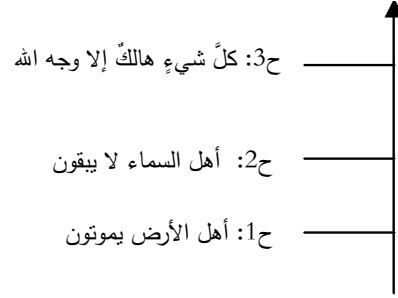 ح3: كلَّ شيءٍ هالكٌ إلا وجه الله
ح2: أهل السماء لا يبقون
ح1: أهل الأرض يموتون